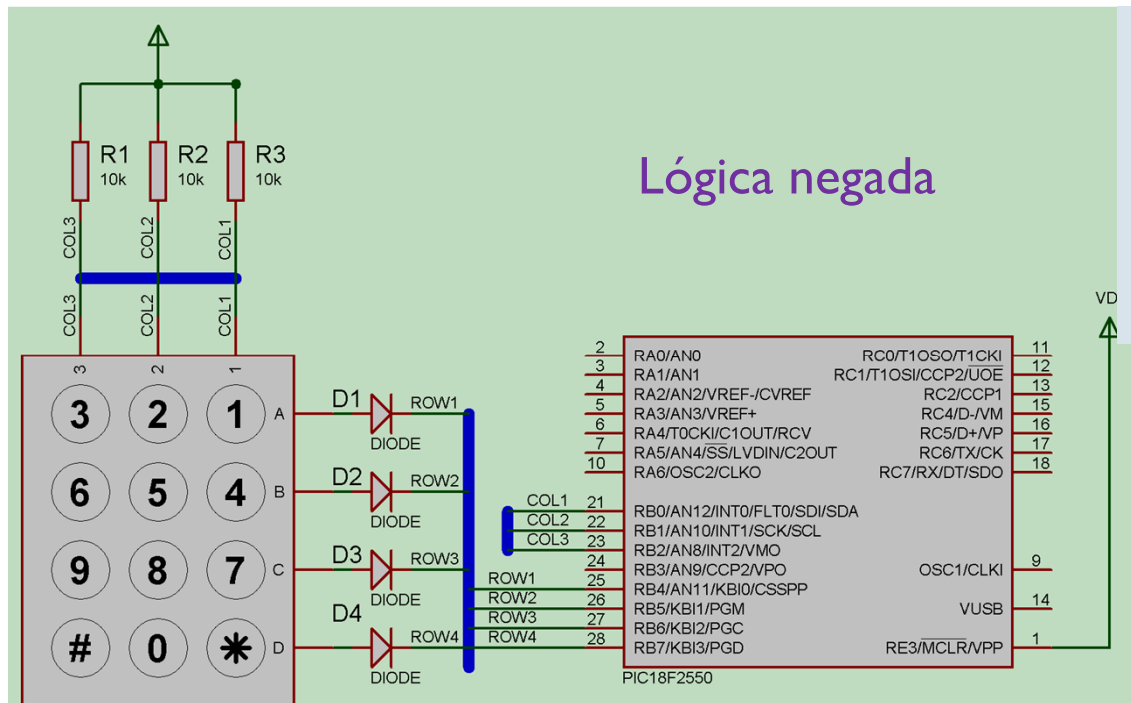 R1
10k
R2
10k
R3
10k
COL3
COL2
COL1
COL3
COL2
COL1
Lógica negada
VD
3
2
1
3 2 1 A
6 5 4 B
9 8 7 C
# 0 * D
D1
DIODE
ROW1
D2
DIODE
ROW2
D3
DIODE
ROW3
D4
DIODE
ROW4
COL1
COL2
COL3
ROW1
ROW2
ROW3
ROW4
2 RA0/AN0
3 RA1/AN1
4 RA2/AN2/VREF-/CVREF
5 RA3/AN3/VREF+
6 RA4/T0CKI/C1OUT/RCV
7 RA5/AN4/SS/LVDIN/C2OUT
10 RA6/OSC2/CLKO
21 RB0/AN12/INT0/FLT0/SDI/SDA
22 RB1/AN10/INT1/SCK/SCL
23 RB2/AN8/INT2/VMO
24 RB3/AN9/CCP2/VPO
25 RB4/AN11/KBI0/CSSPP
26 RB5/KBI1/PGM
27 RB6/KBI2/PGC
28 RB7/KBI3/PGD
RC0/T1OSO/T1CKI 11
RC1/T1OSI/CCP2/UOE 12
RC2/CCP1 13
RC4/D-/VM 15
RC5/D+/VP 16
RC6/TX/CK 17
RC7/RX/DT/SDO 18
OSC1/CLKI 9
VUSB 14
RE3/MCLR/VPP 1
PIC18F2550